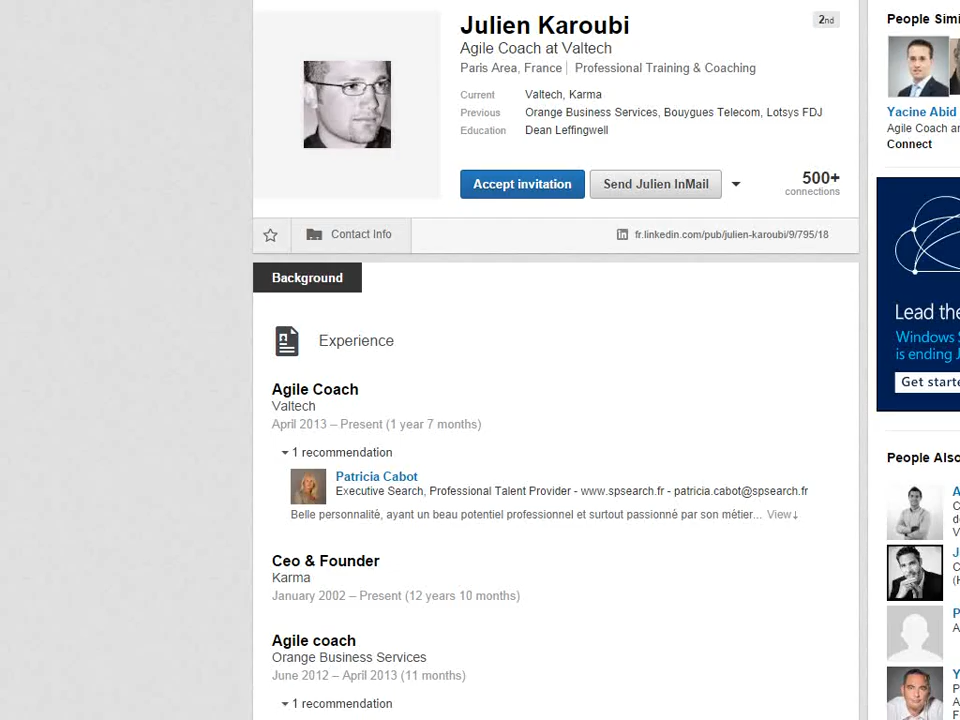 Julien Karoubi
2nd
Agile Coach at Valtech
Paris Area, France | Professional Training & Coaching
Current Valtech, Karma
Previous Orange Business Services, Bouygues Telecom, Lotsys FDJ
Education Dean Leffingwell
Accept invitation
Send Julien InMail
500+
connections
Contact Info
fr.linkedin.com/pub/julien-karoubi/9/795/18
Background
Experience
Agile Coach
Valtech
April 2013 – Present (1 year 7 months)
1 recommendation
Patricia Cabot
Executive Search, Professional Talent Provider - www.spsearch.fr - patricia.cabot@spsearch.fr
Belle personnalité, ayant un beau potentiel professionnel et surtout passionné par son métier... View↓
Ceo & Founder
Karma
January 2002 – Present (12 years 10 months)
Agile coach
Orange Business Services
June 2012 – April 2013 (11 months)
1 recommendation
People Simi
Yacine Abid
Agile Coach an
Connect
Lead the
Windows S
is ending J
Get starte
People Also
A
C
d
V
J
C
(H
P
A
Y
P
A
F